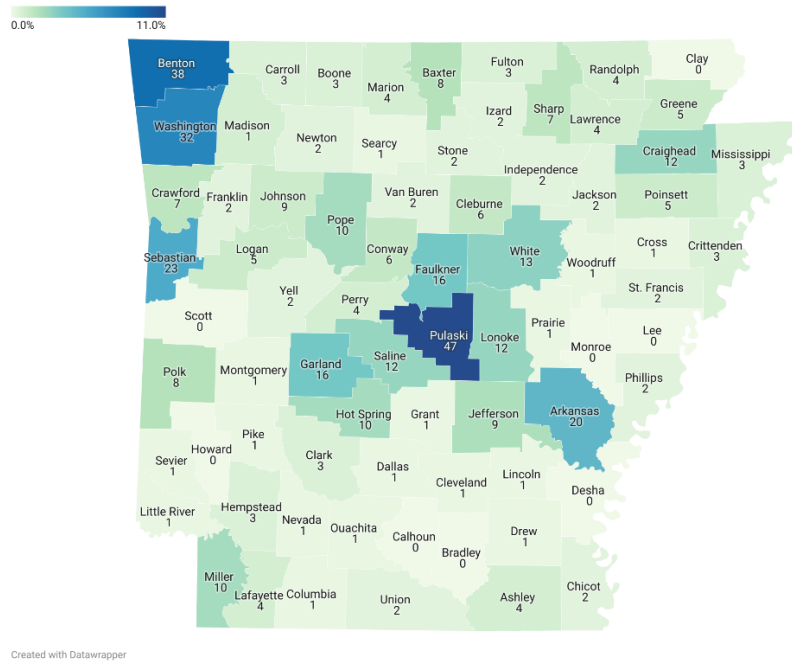 0.0% 11.0%
Benton
38
Carroll
3
Boone
3
Marion
4
Baxter
8
Fulton
3
Randolph
4
Clay
0
Washington
32
Madison
1
Newton
2
Searcy
1
Stone
2
Izard
2
Sharp
7
Lawrence
4
Greene
5
Craighead
12
Mississippi
3
Crawford
7
Franklin
2
Johnson
9
Pope
10
Van Buren
2
Cleburne
6
Independence
2
Jackson
2
Poinsett
5
Sebastian
23
Logan
5
Conway
6
Faulkner
16
White
13
Woodruff
1
Cross
1
Crittenden
3
Scott
0
Yell
2
Perry
4
Pulaski
47
Lonoke
12
Prairie
1
St. Francis
2
Monroe
0
Lee
0
Polk
8
Montgomery
1
Garland
16
Saline
12
Phillips
2
Hot Spring
10
Grant
1
Jefferson
9
Arkansas
20
Sevier
1
Howard
0
Pike
1
Clark
3
Dallas
1
Cleveland
1
Lincoln
1
Desha
0
Little River
1
Hempstead
3
Nevada
1
Ouachita
1
Calhoun
0
Bradley
0
Drew
1
Miller
10
Lafayette
4
Columbia
1
Union
2
Ashley
4
Chicot
2
Created with Datawrapper